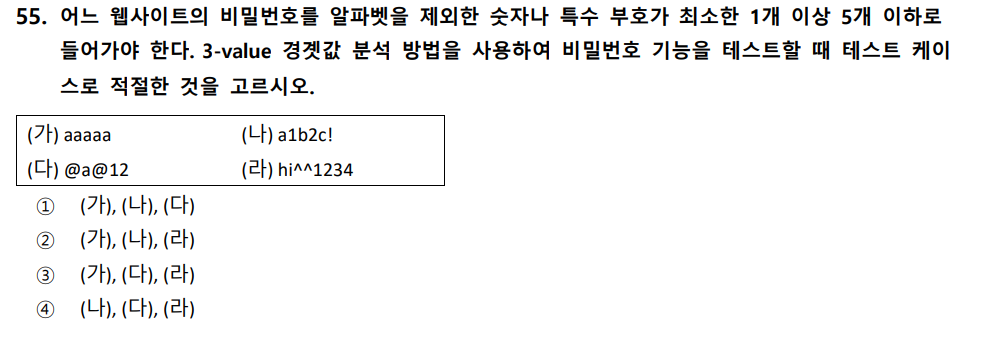 55. 어느 웹사이트의 비밀번호를 알파벳을 제외한 숫자나 특수 부호가 최소한 1개 이상 5개 이하로
들어가야 한다. 3-value 경곗값 분석 방법을 사용하여 비밀번호 기능을 테스트할 때 테스트 케이
스로 적절한 것을 고르시오.
(가) aaaaa (나) a1b2c!
(다) @a@12 (라) hi^^1234
① (가), (나), (다)
② (가), (나), (라)
③ (가), (다), (라)
④ (나), (다), (라)